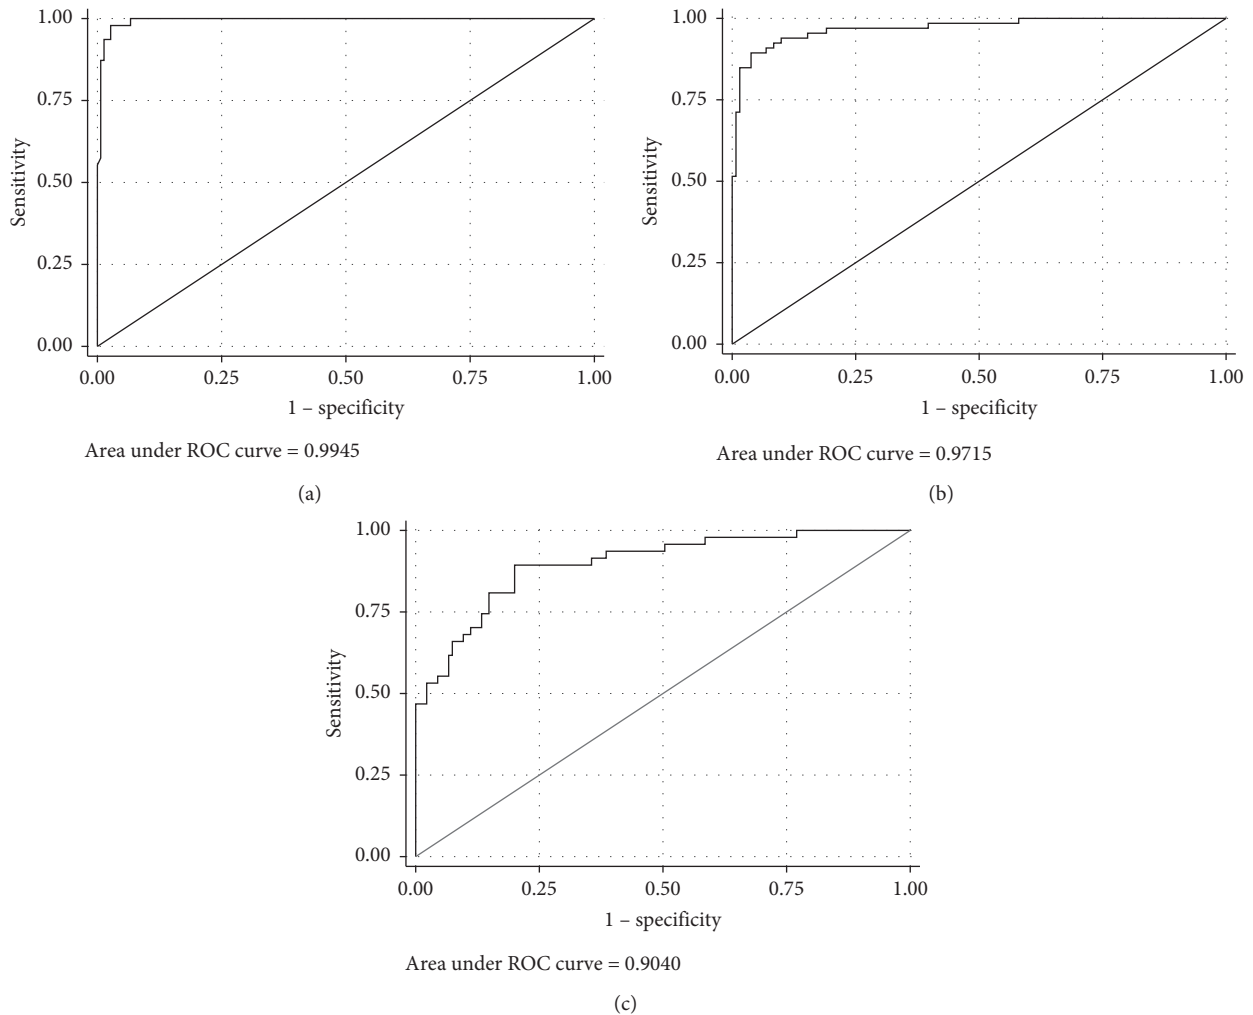 1.00
0.75
0.50
0.25
0.00
Sensitivity
0.00 0.25 0.50 0.75 1.00
1 – specificity
Area under ROC curve = 0.9945
(a)
1.00
0.75
0.50
0.25
0.00
Sensitivity
0.00 0.25 0.50 0.75 1.00
1 – specificity
Area under ROC curve = 0.9715
(b)
1.00
0.75
0.50
0.25
0.00
Sensitivity
0.00 0.25 0.50 0.75 1.00
1 – specificity
Area under ROC curve = 0.9040
(c)